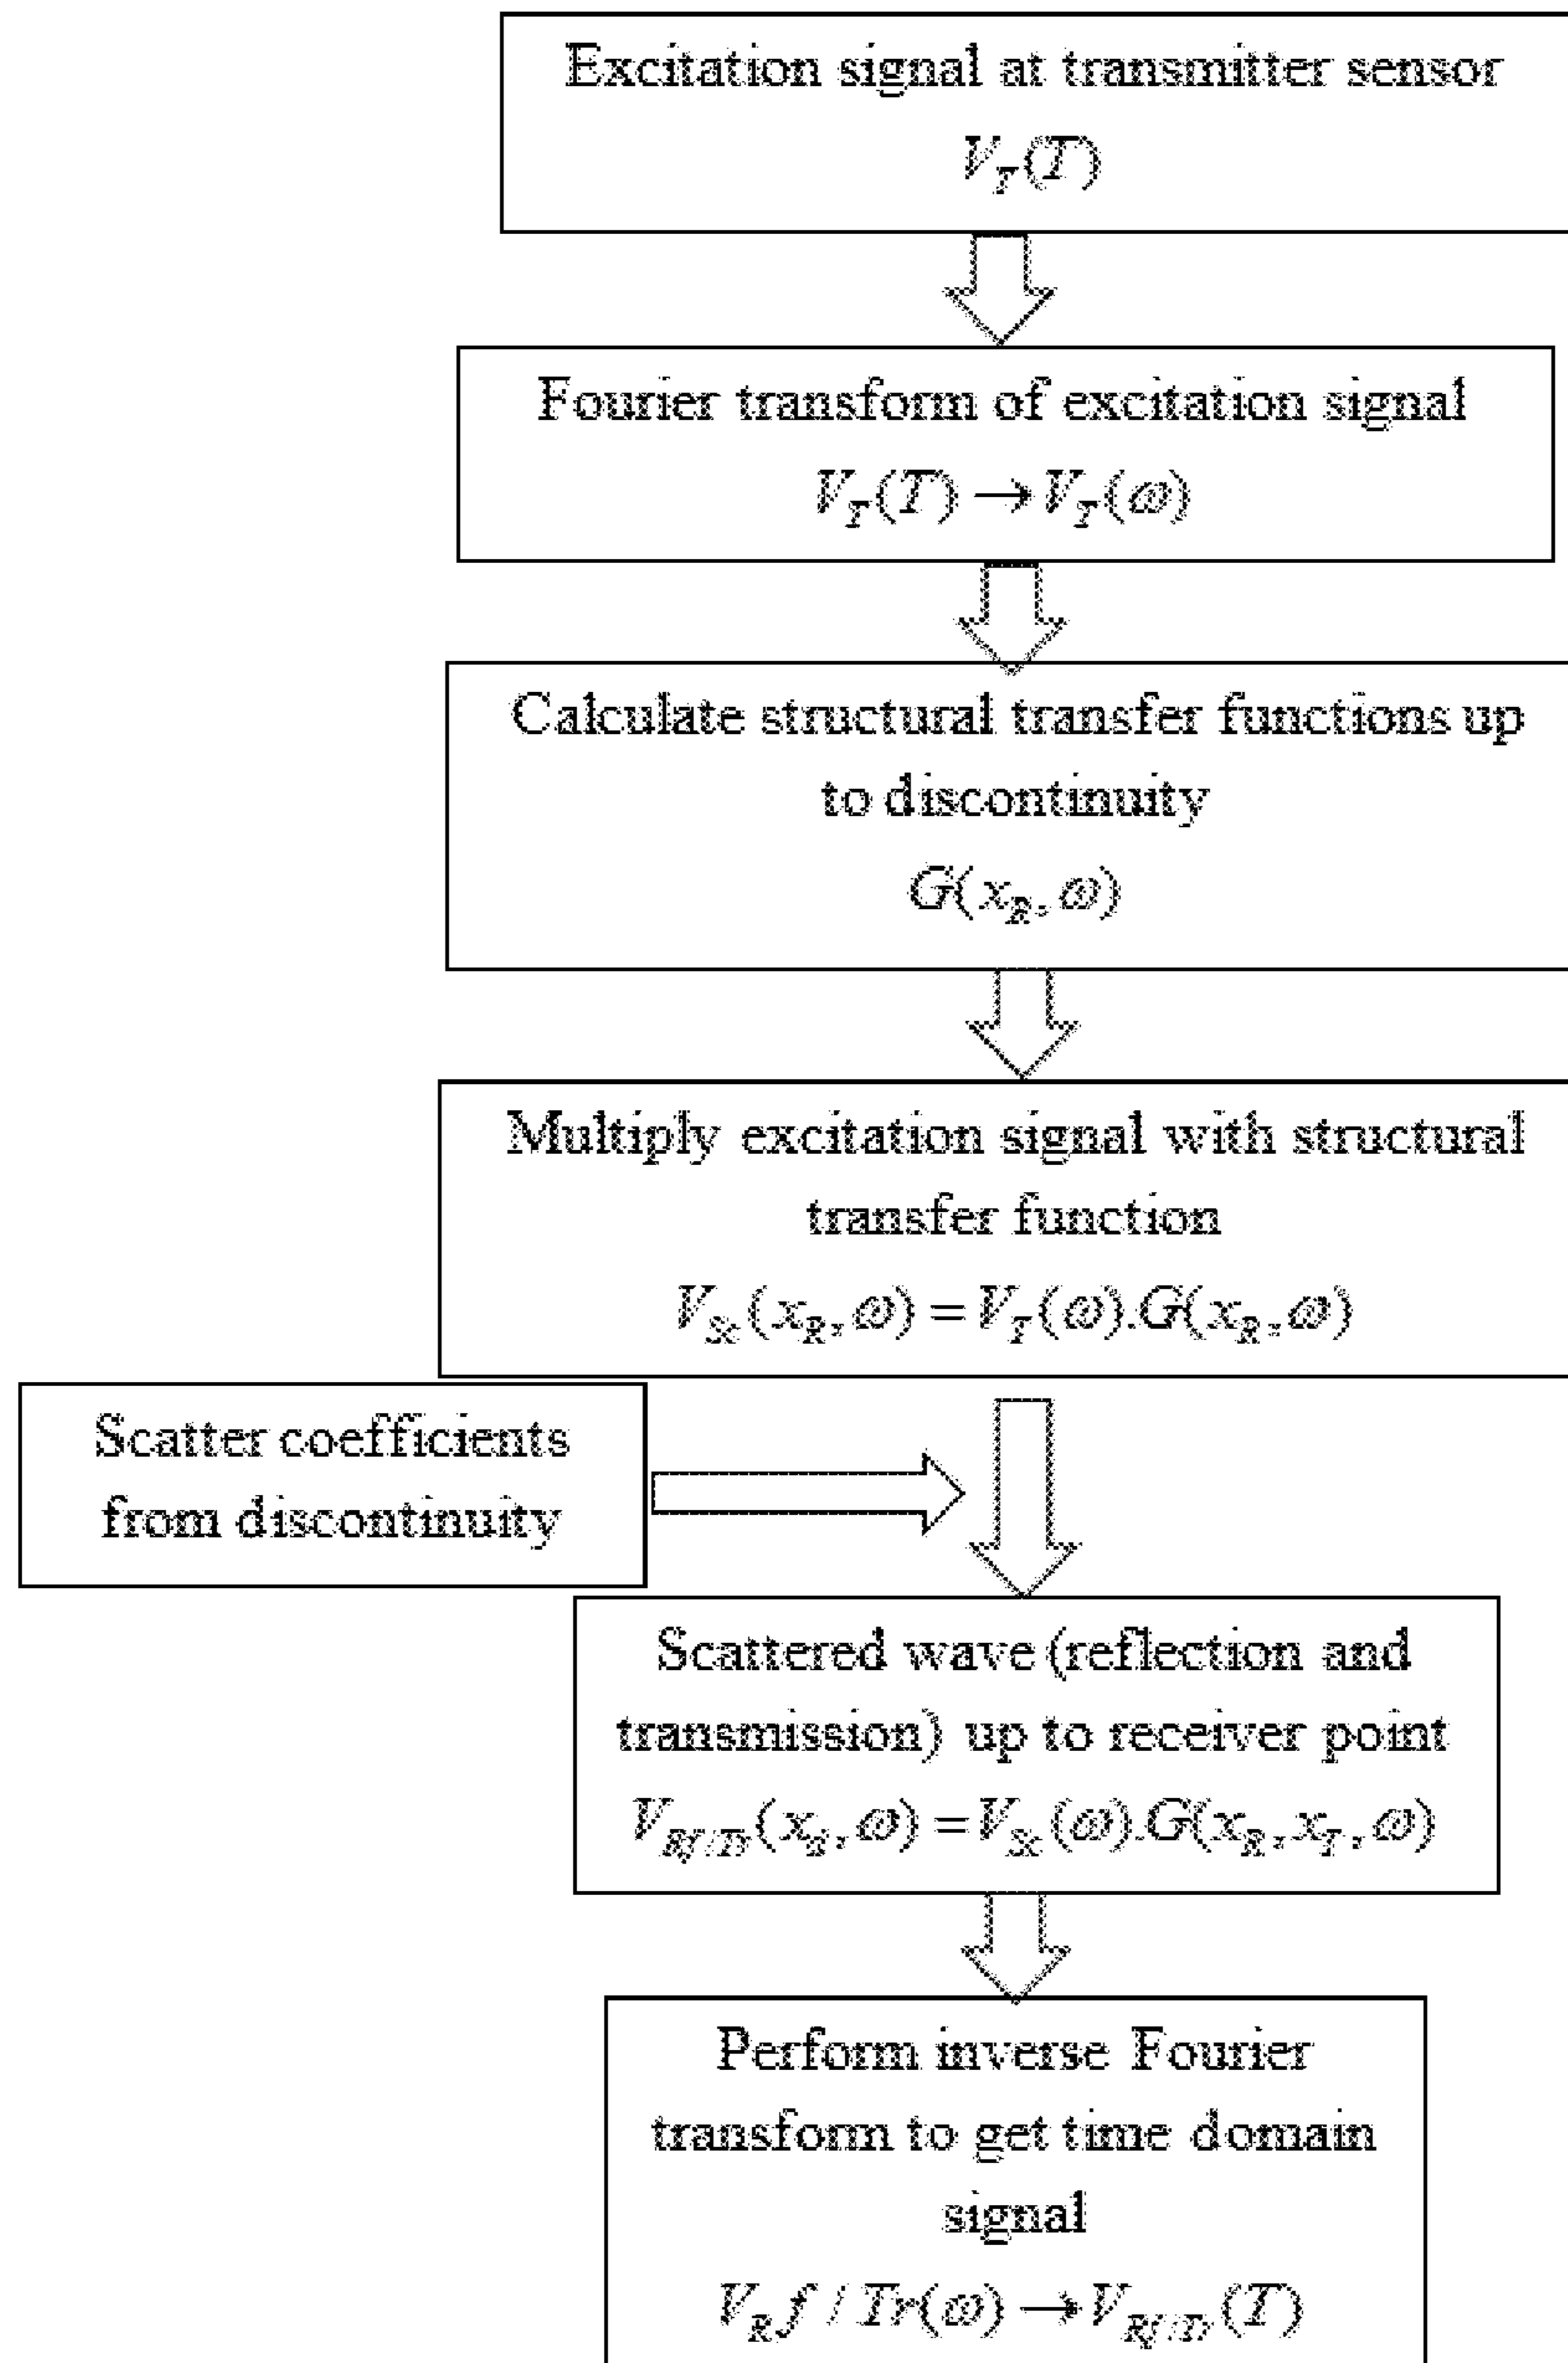 Excitation signal at transmitter sensor
V_T(T)
Fourier transform of excitation signal
V_T(T) → V_T(ω)
Calculate structural transfer functions up
to discontinuity
G(x_R, ω)
Multiply excitation signal with structural
transfer function
V_Sc(x_R, ω) = V_T(ω).G(x_R, ω)
Scatter coefficients
from discontinuity
Scattered wave (reflection and
transmission) up to receiver point
V_Rf/Tr(x_d, ω) = V_Sc(ω).G(x_R, x_T, ω)
Perform inverse Fourier
transform to get time domain
signal
V_R f / Tr(ω) → V_Rf/Tr(T)